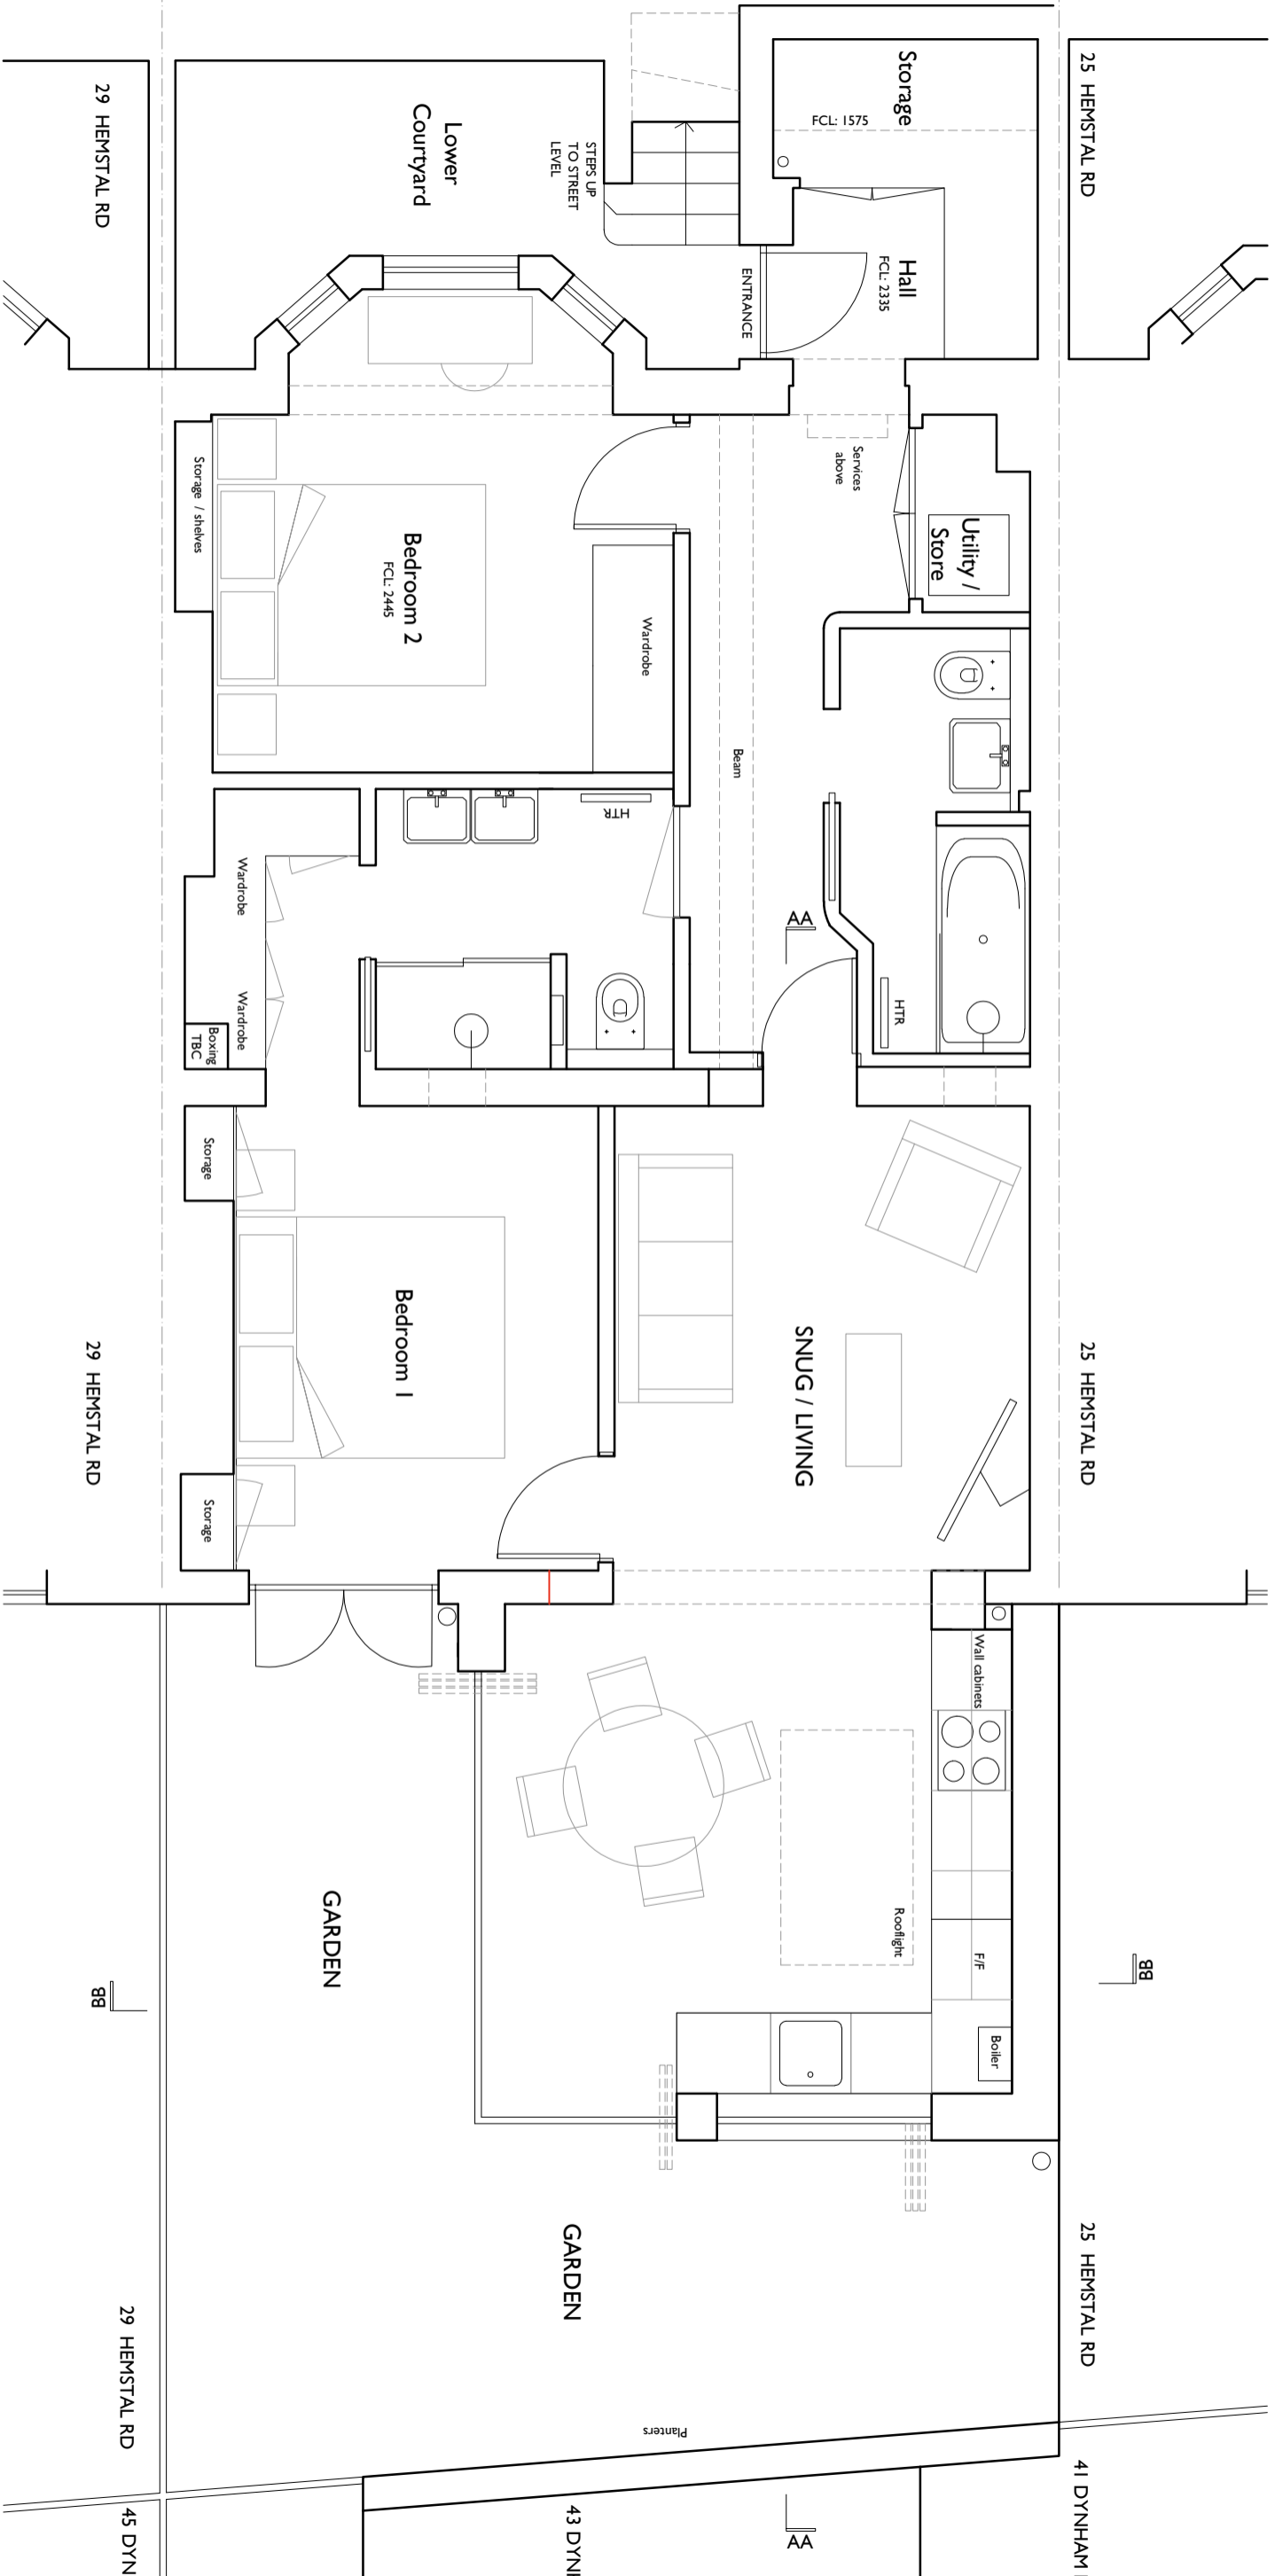 25 HEMSTAL RD
Storage
FCL: 1575
Lower
Courtyard
STEPS UP
TO STREET
LEVEL
29 HEMSTAL RD
Hall
FCL: 2335
ENTRANCE
Services
above
Utility /
Store
Storage / shelves
Bedroom 2
FCL: 2445
Wardrobe
Beam
HTR
Wardrobe
Wardrobe
Boxing
TBC
AA
HTR
Storage
Bedroom 1
SNUG / LIVING
25 HEMSTAL RD
29 HEMSTAL RD
Storage
Wall cabinets
Rooflight
F/F
Boiler
GARDEN
BB
BB
GARDEN
25 HEMSTAL RD
29 HEMSTAL RD
Planters
41 DYNHAM
43 DYN
45 DYN
AA